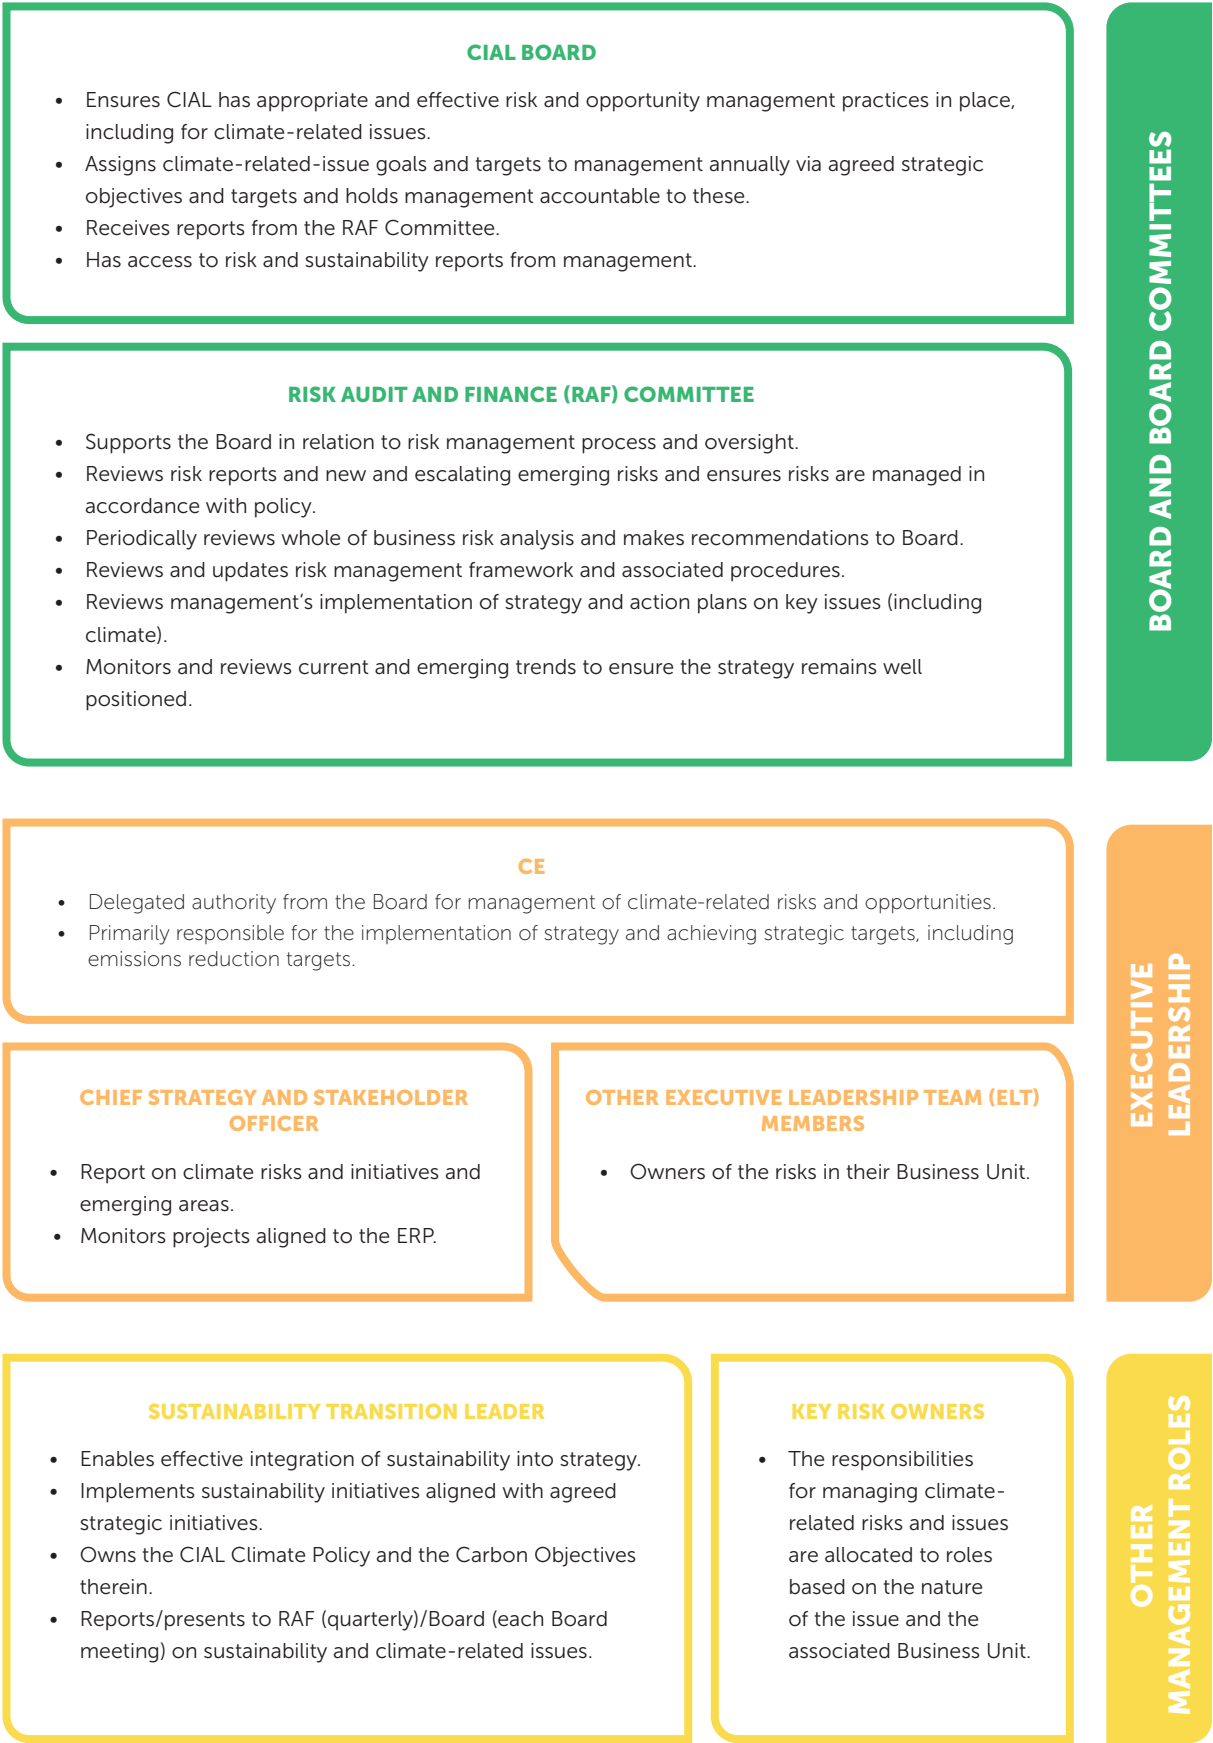 CIAL BOARD
• Ensures CIAL has appropriate and effective risk and opportunity management practices in place,
including for climate-related issues.
• Assigns climate-related-issue goals and targets to management annually via agreed strategic
objectives and targets and holds management accountable to these.
• Receives reports from the RAF Committee.
• Has access to risk and sustainability reports from management.
RISK AUDIT AND FINANCE (RAF) COMMITTEE
• Supports the Board in relation to risk management process and oversight.
• Reviews risk reports and new and escalating emerging risks and ensures risks are managed in
accordance with policy.
• Periodically reviews whole of business risk analysis and makes recommendations to Board.
• Reviews and updates risk management framework and associated procedures.
• Reviews management’s implementation of strategy and action plans on key issues (including
climate).
• Monitors and reviews current and emerging trends to ensure the strategy remains well
positioned.
BOARD AND BOARD COMMITTEES
CE
• Delegated authority from the Board for management of climate-related risks and opportunities.
• Primarily responsible for the implementation of strategy and achieving strategic targets, including
emissions reduction targets.
CHIEF STRATEGY AND STAKEHOLDER
OFFICER
• Report on climate risks and initiatives and
emerging areas.
• Monitors projects aligned to the ERP.
OTHER EXECUTIVE LEADERSHIP TEAM (ELT)
MEMBERS
• Owners of the risks in their Business Unit.
EXECUTIVE
LEADERSHIP
SUSTAINABILITY TRANSITION LEADER
• Enables effective integration of sustainability into strategy.
• Implements sustainability initiatives aligned with agreed
strategic initiatives.
• Owns the CIAL Climate Policy and the Carbon Objectives
therein.
• Reports/presents to RAF (quarterly)/Board (each Board
meeting) on sustainability and climate-related issues.
KEY RISK OWNERS
• The responsibilities
for managing climate-
related risks and issues
are allocated to roles
based on the nature
of the issue and the
associated Business Unit.
OTHER
MANAGEMENT ROLES